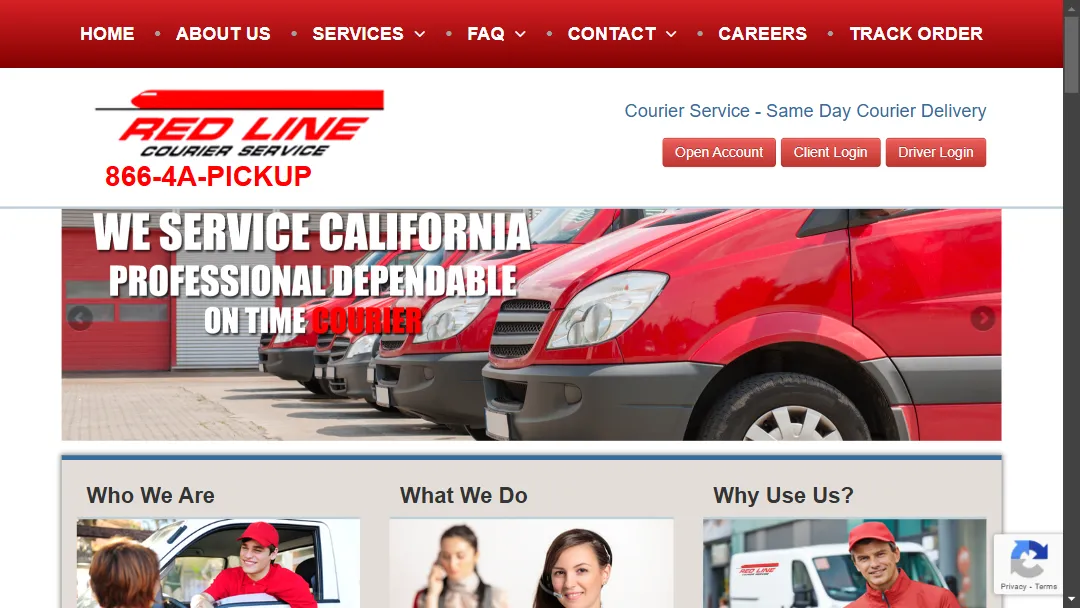 HOME • ABOUT US • SERVICES • FAQ • CONTACT • CAREERS • TRACK ORDER
RED LINE
COURIER SERVICE
866-4A-PICKUP
Courier Service - Same Day Courier Delivery
Open Account Client Login Driver Login
WE SERVICE CALIFORNIA
PROFESSIONAL DEPENDABLE
ON TIME COURIER
Who We Are
What We Do
Why Use Us?
RED LINE
COURIER SERVICE
Privacy - Terms